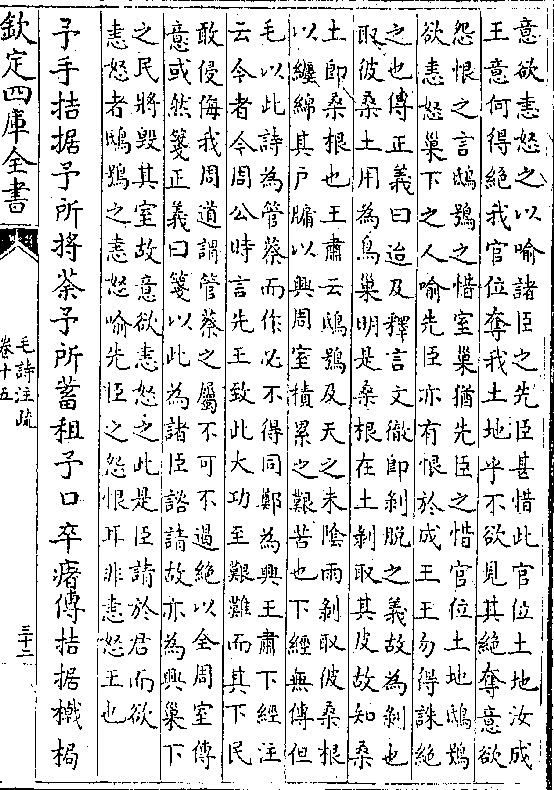 意欲恚怒之以喻諸臣之先臣甚惜此官位土地汝成
王意何得絕我官位奪我土地乎不欲見其絕奪意欲
怨恨之言鴟鴞之惜室巢猶先臣之惜官位土地鴟鴞
欲恚怒巢下之人喻先臣亦有恨於成王王勿得誅絕
之也傳正義曰迨及釋言文徹即剝脫之義故為剝也
取彼桑土用為鳥巢明是桑根在土剝取其皮故知桑
土即桑根也王肅云鴟鴞及天之未陰雨剝取彼桑根
以纏綿其戶牖以興周室積累之艱苦也下經無傳但
毛以此詩為管蔡而作必不得同鄭為興王肅下經注
云今者今周公時言先王致此大功至艱難而其下民
敢侵侮我周道謂管蔡之屬不可不遏絕以全周室傳
意或然箋正義曰箋以此為諸臣諮請故亦為興巢下
之民將毀其室故意欲恚怒之此是臣請於君而欲
恚怒者鴟鴞之恚怒喻先臣之怨恨耳非恚怒王也
予手拮据予所捋荼予所蓄租予口卒瘏傳拮据撠挶
欽定四庫全書
毛詩注疏
卷十五
三十二